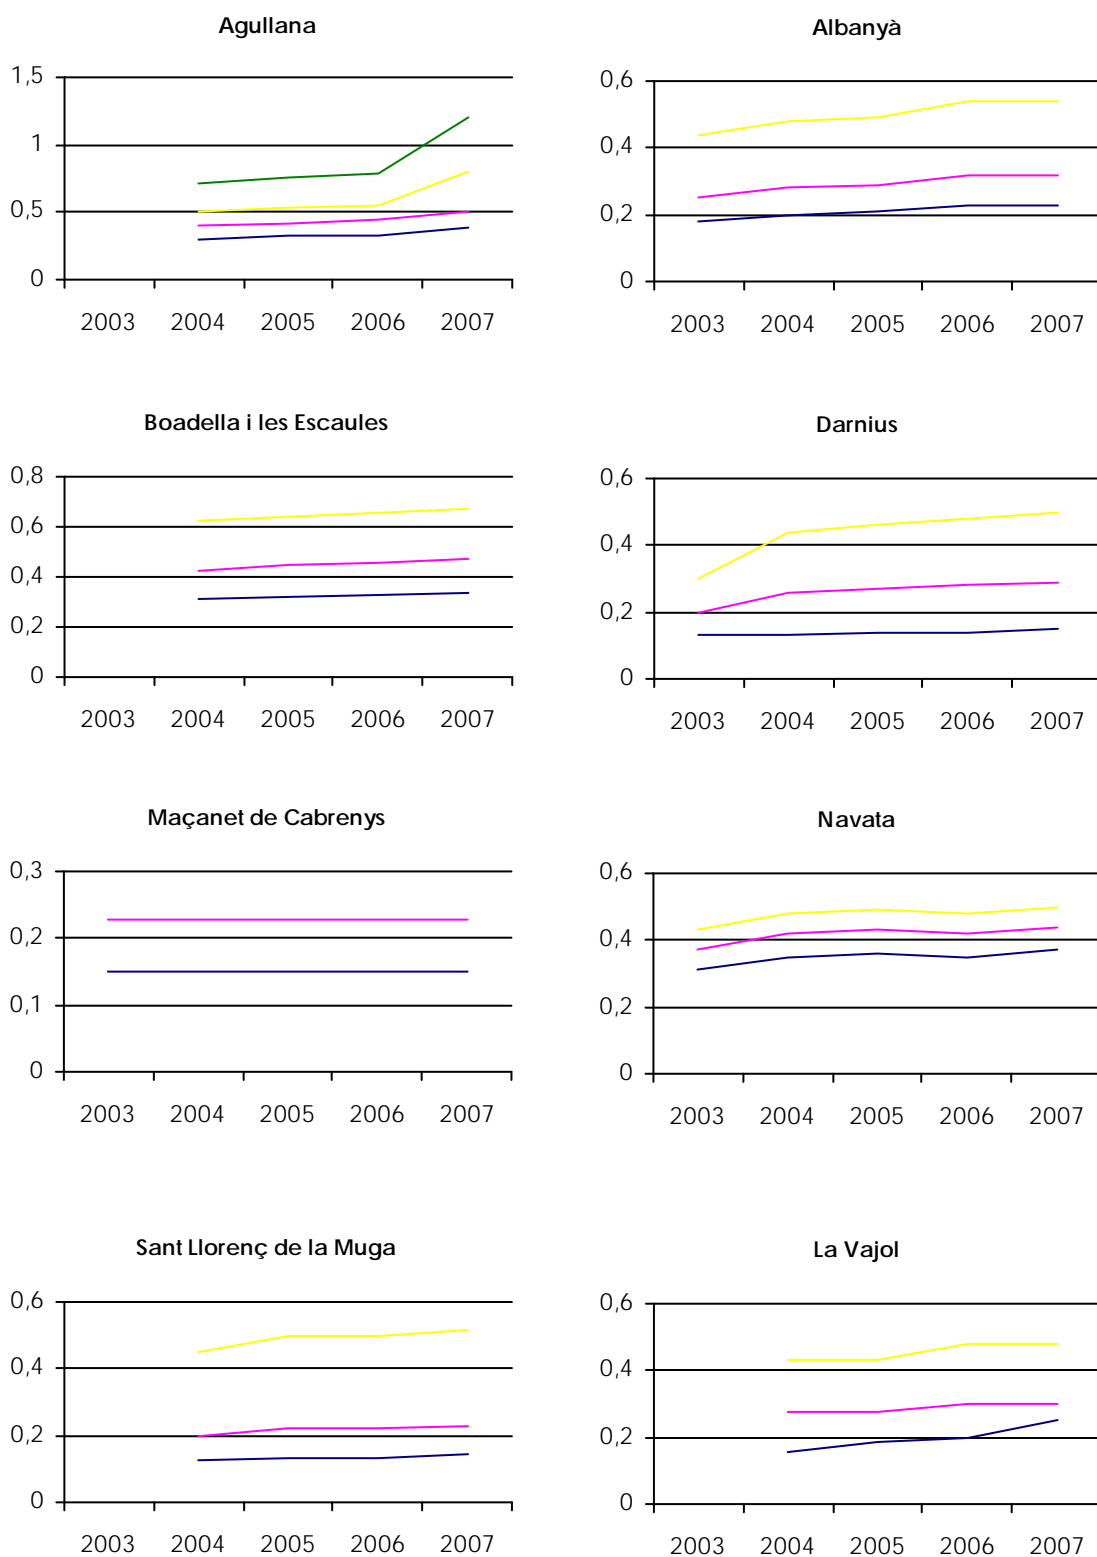 Agullana
1,5
1
0,5
0
2003 2004 2005 2006 2007
Albanyà
0,6
0,4
0,2
0
2003 2004 2005 2006 2007
Boadella i les Escaules
0,8
0,6
0,4
0,2
0
2003 2004 2005 2006 2007
Darnius
0,6
0,4
0,2
0
2003 2004 2005 2006 2007
Maçanet de Cabrenys
0,3
0,2
0,1
0
2003 2004 2005 2006 2007
Navata
0,6
0,4
0,2
0
2003 2004 2005 2006 2007
Sant Llorenç de la Muga
0,6
0,4
0,2
0
2003 2004 2005 2006 2007
La Vajol
0,6
0,4
0,2
0
2003 2004 2005 2006 2007